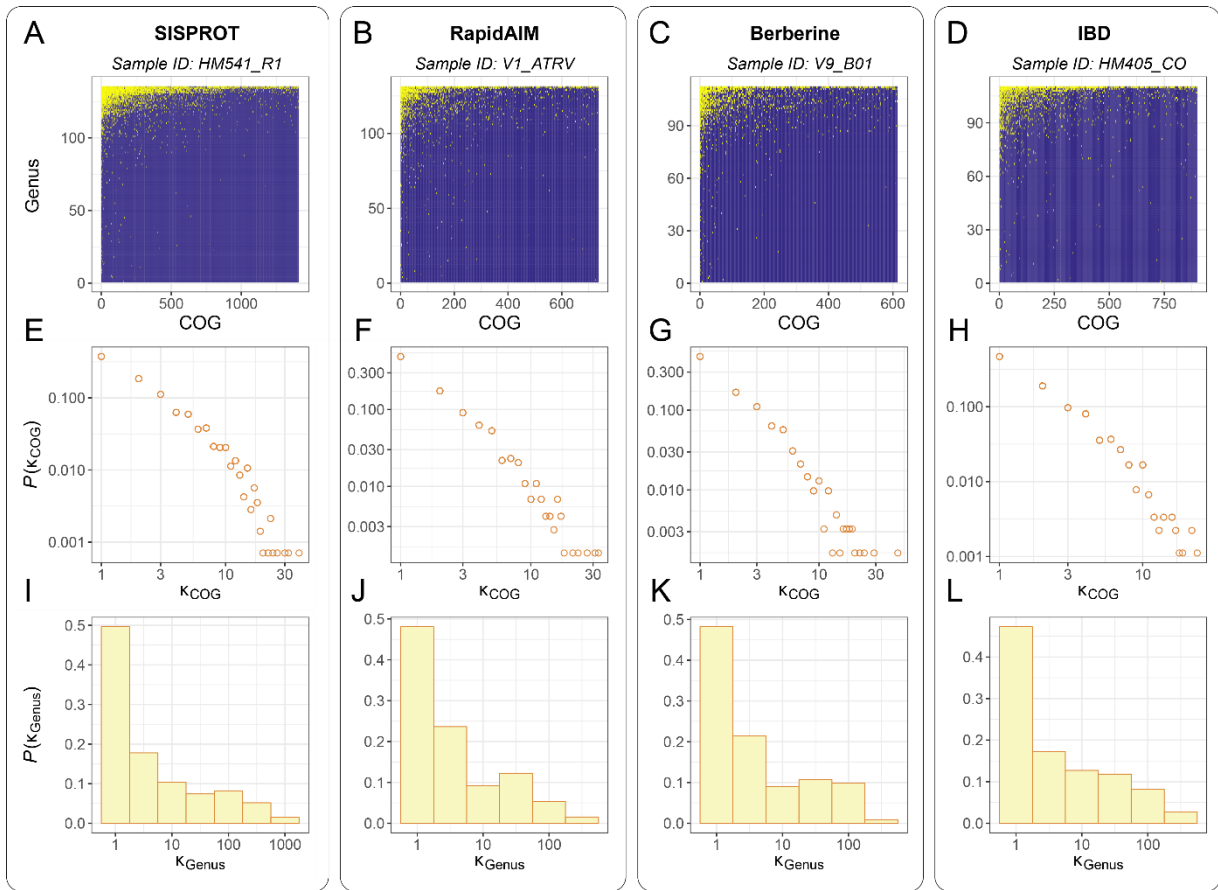 A SISPROT
Sample ID: HM541_R1
Genus
100
50
0
0 500 1000
COG
B RapidAIM
Sample ID: V1_ATRV
100
50
0
0 200 400 600
COG
C Berberine
Sample ID: V9_B01
90
60
30
0
0 200 400 600
COG
D IBD
Sample ID: HM405_CO
90
60
30
0
0 250 500 750
COG
E
P(κCOG)
0.100
0.010
0.001
1 3 10 30
κCOG
F
0.300
0.100
0.030
0.010
0.003
1 3 10 30
κCOG
G
0.300
0.100
0.030
0.010
0.003
1 3 10 30
κCOG
H
0.100
0.010
0.001
1 3 10
κCOG
I
P(κGenus)
0.5
0.4
0.3
0.2
0.1
0.0
1 10 100 1000
κGenus
J
0.5
0.4
0.3
0.2
0.1
0.0
1 10 100
κGenus
K
0.5
0.4
0.3
0.2
0.1
0.0
1 10 100
κGenus
L
0.4
0.3
0.2
0.1
0.0
1 10 100
κGenus